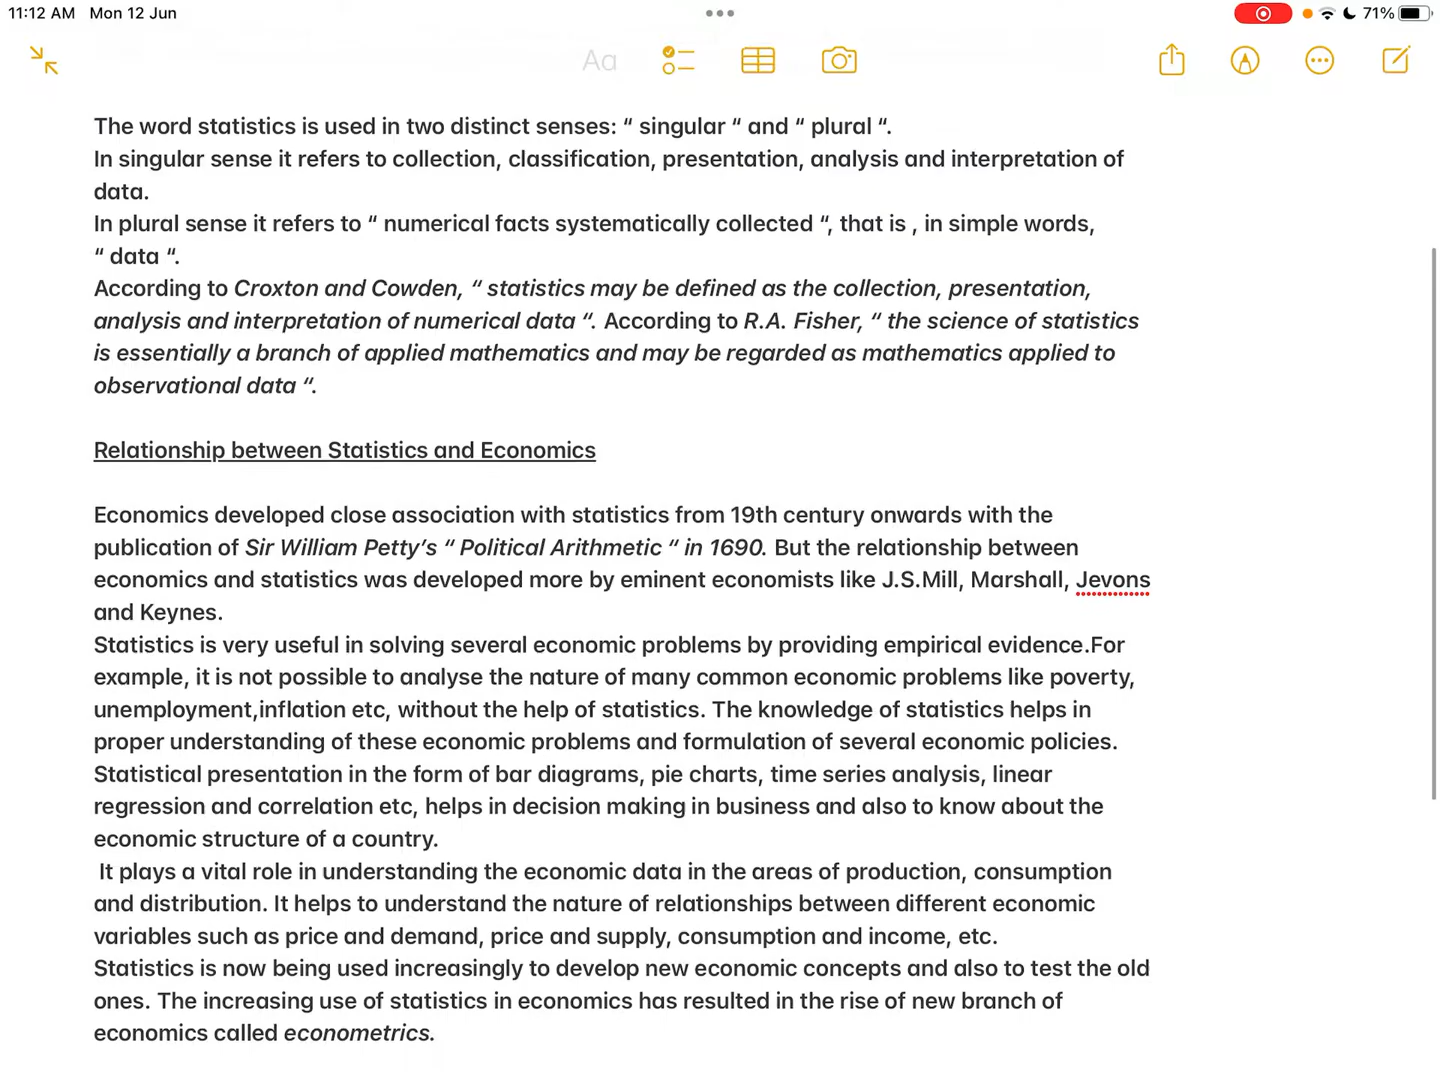 11:12 AM Mon 12 Jun
71%
Aa
The word statistics is used in two distinct senses: “ singular “ and “ plural “.
In singular sense it refers to collection, classification, presentation, analysis and interpretation of
data.
In plural sense it refers to “ numerical facts systematically collected “, that is , in simple words,
“ data “.
According to Croxton and Cowden, “ statistics may be defined as the collection, presentation,
analysis and interpretation of numerical data “. According to R.A. Fisher, “ the science of statistics
is essentially a branch of applied mathematics and may be regarded as mathematics applied to
observational data “.
Relationship between Statistics and Economics
Economics developed close association with statistics from 19th century onwards with the
publication of Sir William Petty’s “ Political Arithmetic “ in 1690. But the relationship between
economics and statistics was developed more by eminent economists like J.S.Mill, Marshall, Jevons
and Keynes.
Statistics is very useful in solving several economic problems by providing empirical evidence.For
example, it is not possible to analyse the nature of many common economic problems like poverty,
unemployment,inflation etc, without the help of statistics. The knowledge of statistics helps in
proper understanding of these economic problems and formulation of several economic policies.
Statistical presentation in the form of bar diagrams, pie charts, time series analysis, linear
regression and correlation etc, helps in decision making in business and also to know about the
economic structure of a country.
It plays a vital role in understanding the economic data in the areas of production, consumption
and distribution. It helps to understand the nature of relationships between different economic
variables such as price and demand, price and supply, consumption and income, etc.
Statistics is now being used increasingly to develop new economic concepts and also to test the old
ones. The increasing use of statistics in economics has resulted in the rise of new branch of
economics called econometrics.